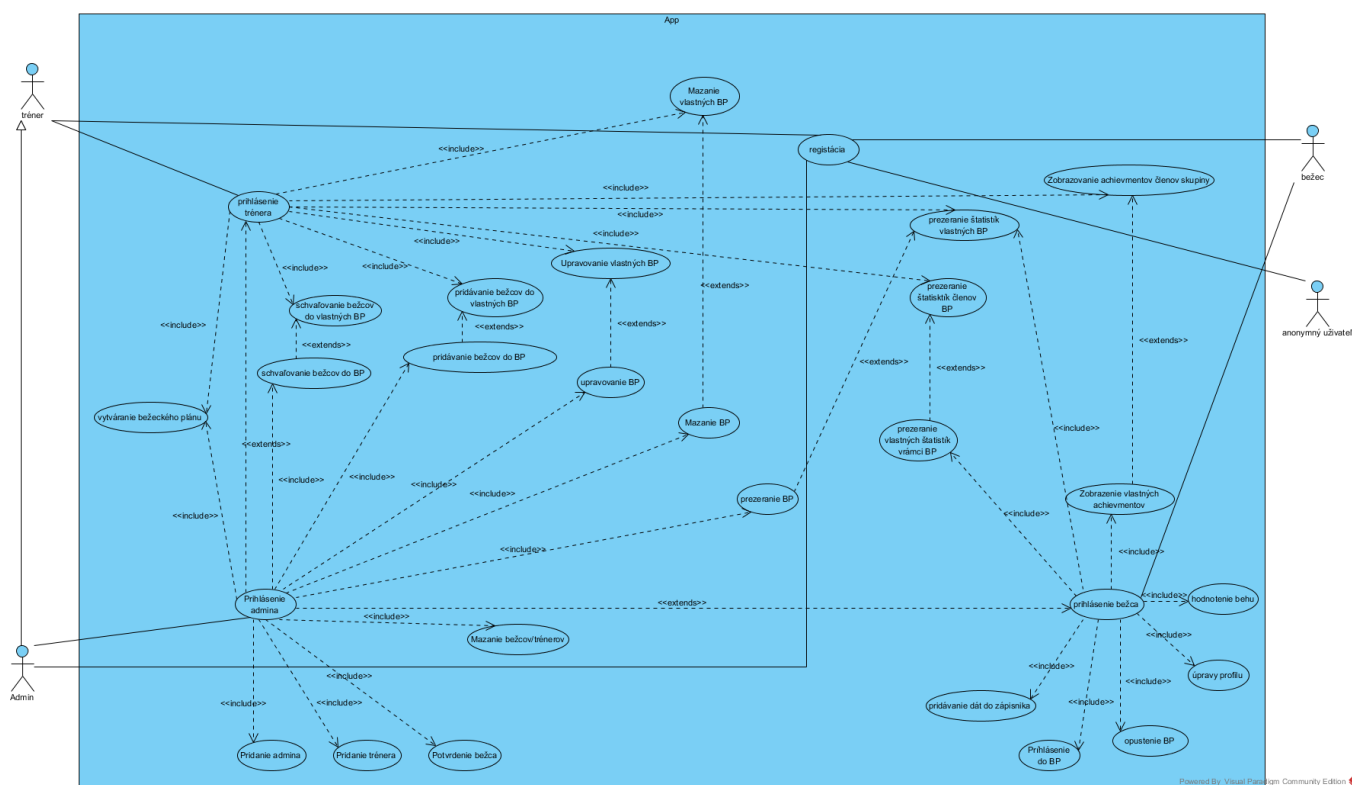 App
tréner
Mazanie
vlastných BP
<<include>>
registácia
bežec
Zobrazovanie achievmentov členov skupiny
<<include>>
prihlásenie
trénera
<<include>>
prezeranie štatistík
vlastných BP
<<include>>
<<include>>
<<include>>
<<include>>
<<include>>
Upravovanie vlastných BP
<<extends>>
prezeranie
štatisktík členov
BP
pridávanie bežcov do
vlastných BP
schvaľovanie bežcov
do vlastných BP
anonymný uživateľ
<<include>>
<<extends>>
<<extends>>
<<extends>>
<<extends>>
<<extends>>
<<extends>>
pridávanie bežcov do BP
schvaľovanie bežcov do BP
upravovanie BP
vytváranie bežeckého plánu
Mazanie BP
prezeranie
vlastných štatistík
vrámci BP
<<include>>
<<extends>>
<<include>>
<<include>>
<<include>>
prezeranie BP
Zobrazenie vlastných
achievmentov
<<include>>
<<include>>
<<include>>
<<include>>
<<include>>
Prihlásenie
admina
<<extends>>
prihlásenie bežca
<<include>>
hodnotenie behu
<<include>>
Mazanie bežcov/trénerov
<<include>>
<<include>>
<<include>>
<<include>>
úpravy profilu
Admin
<<include>>
<<include>>
<<include>>
pridávanie dát do zápisníka
Pridanie admina
Pridanie trénera
Potvrdenie bežca
Prihlásenie
do BP
opustenie BP
Powered By Visual Paradigm Community Edition